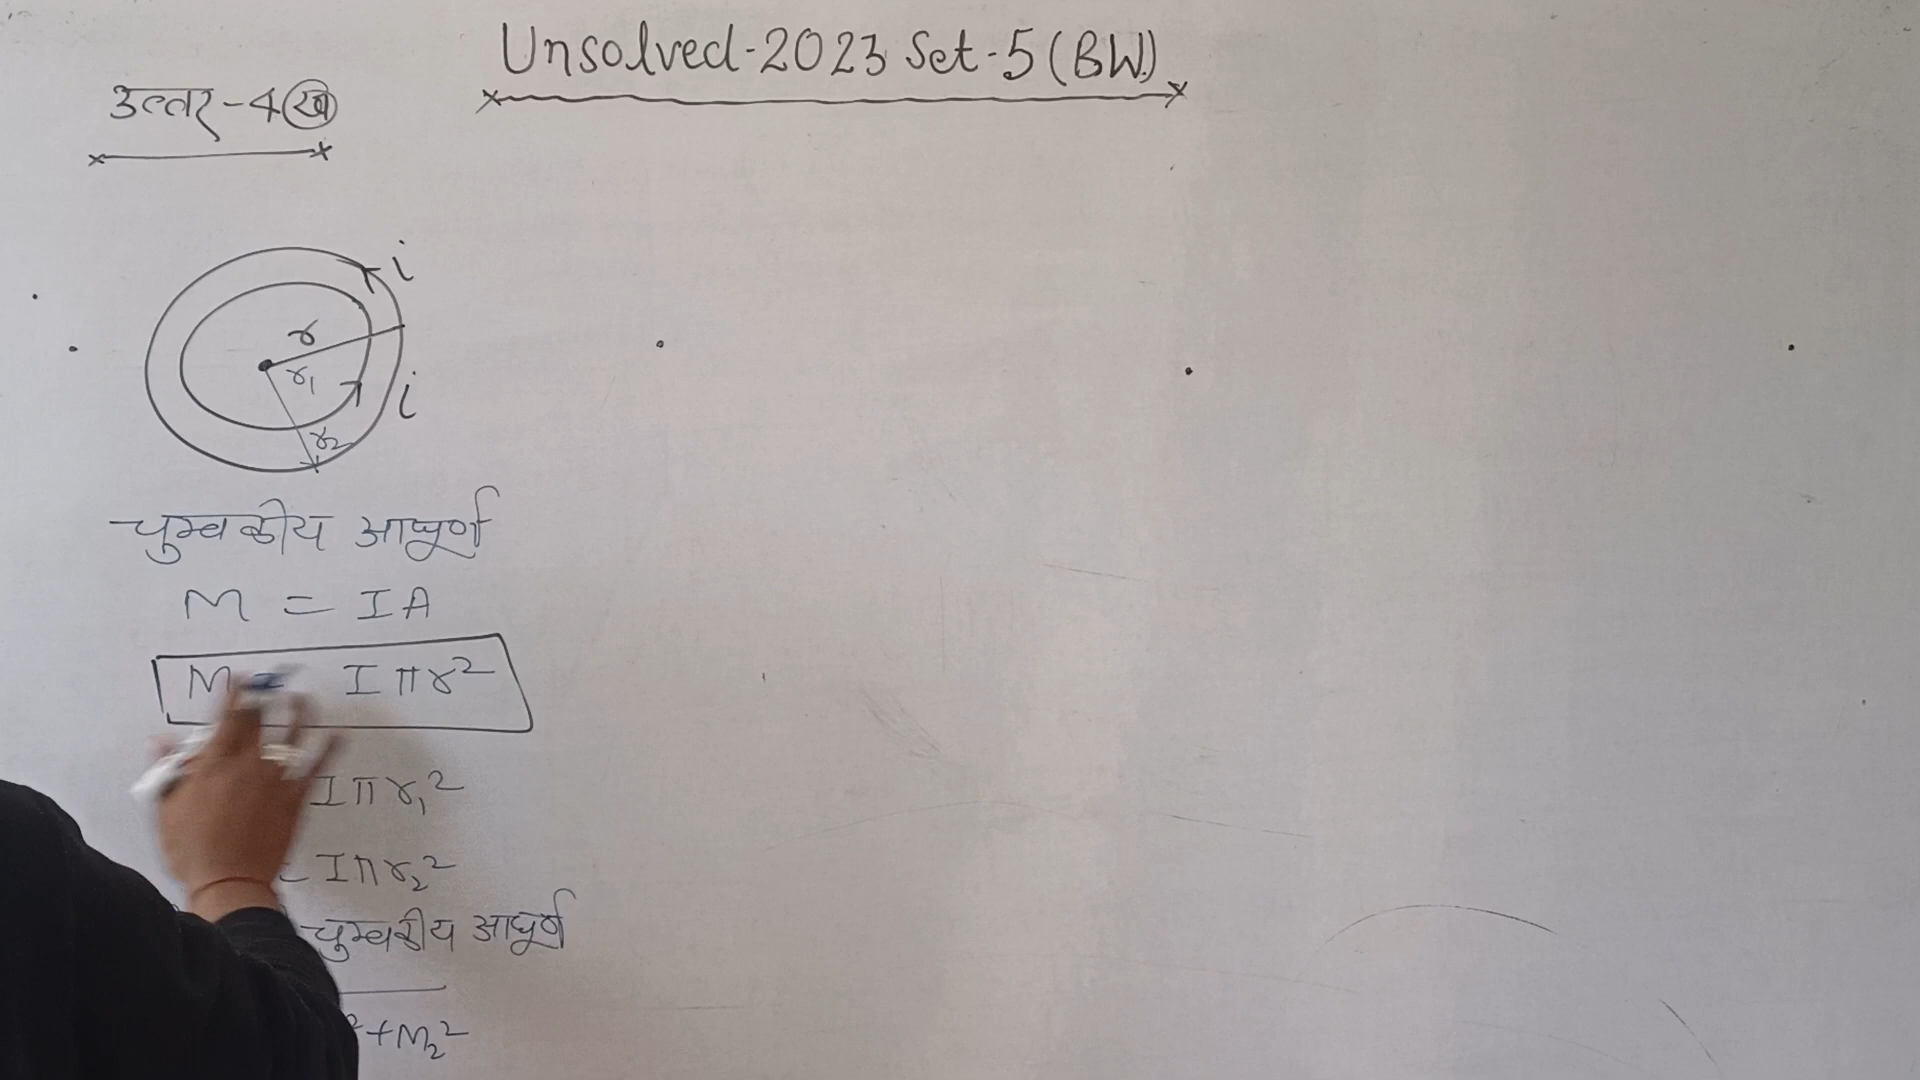 Unsolved-2023 Set-5 (BW)
उत्तर-4 (ख)
i
r
r₁
i
r₂
चुम्बकीय आघूर्ण
M = IA
M = Iπr²
Iπr₁²
= Iπr₂²
चुम्बकीय आघूर्ण
² + M₂²